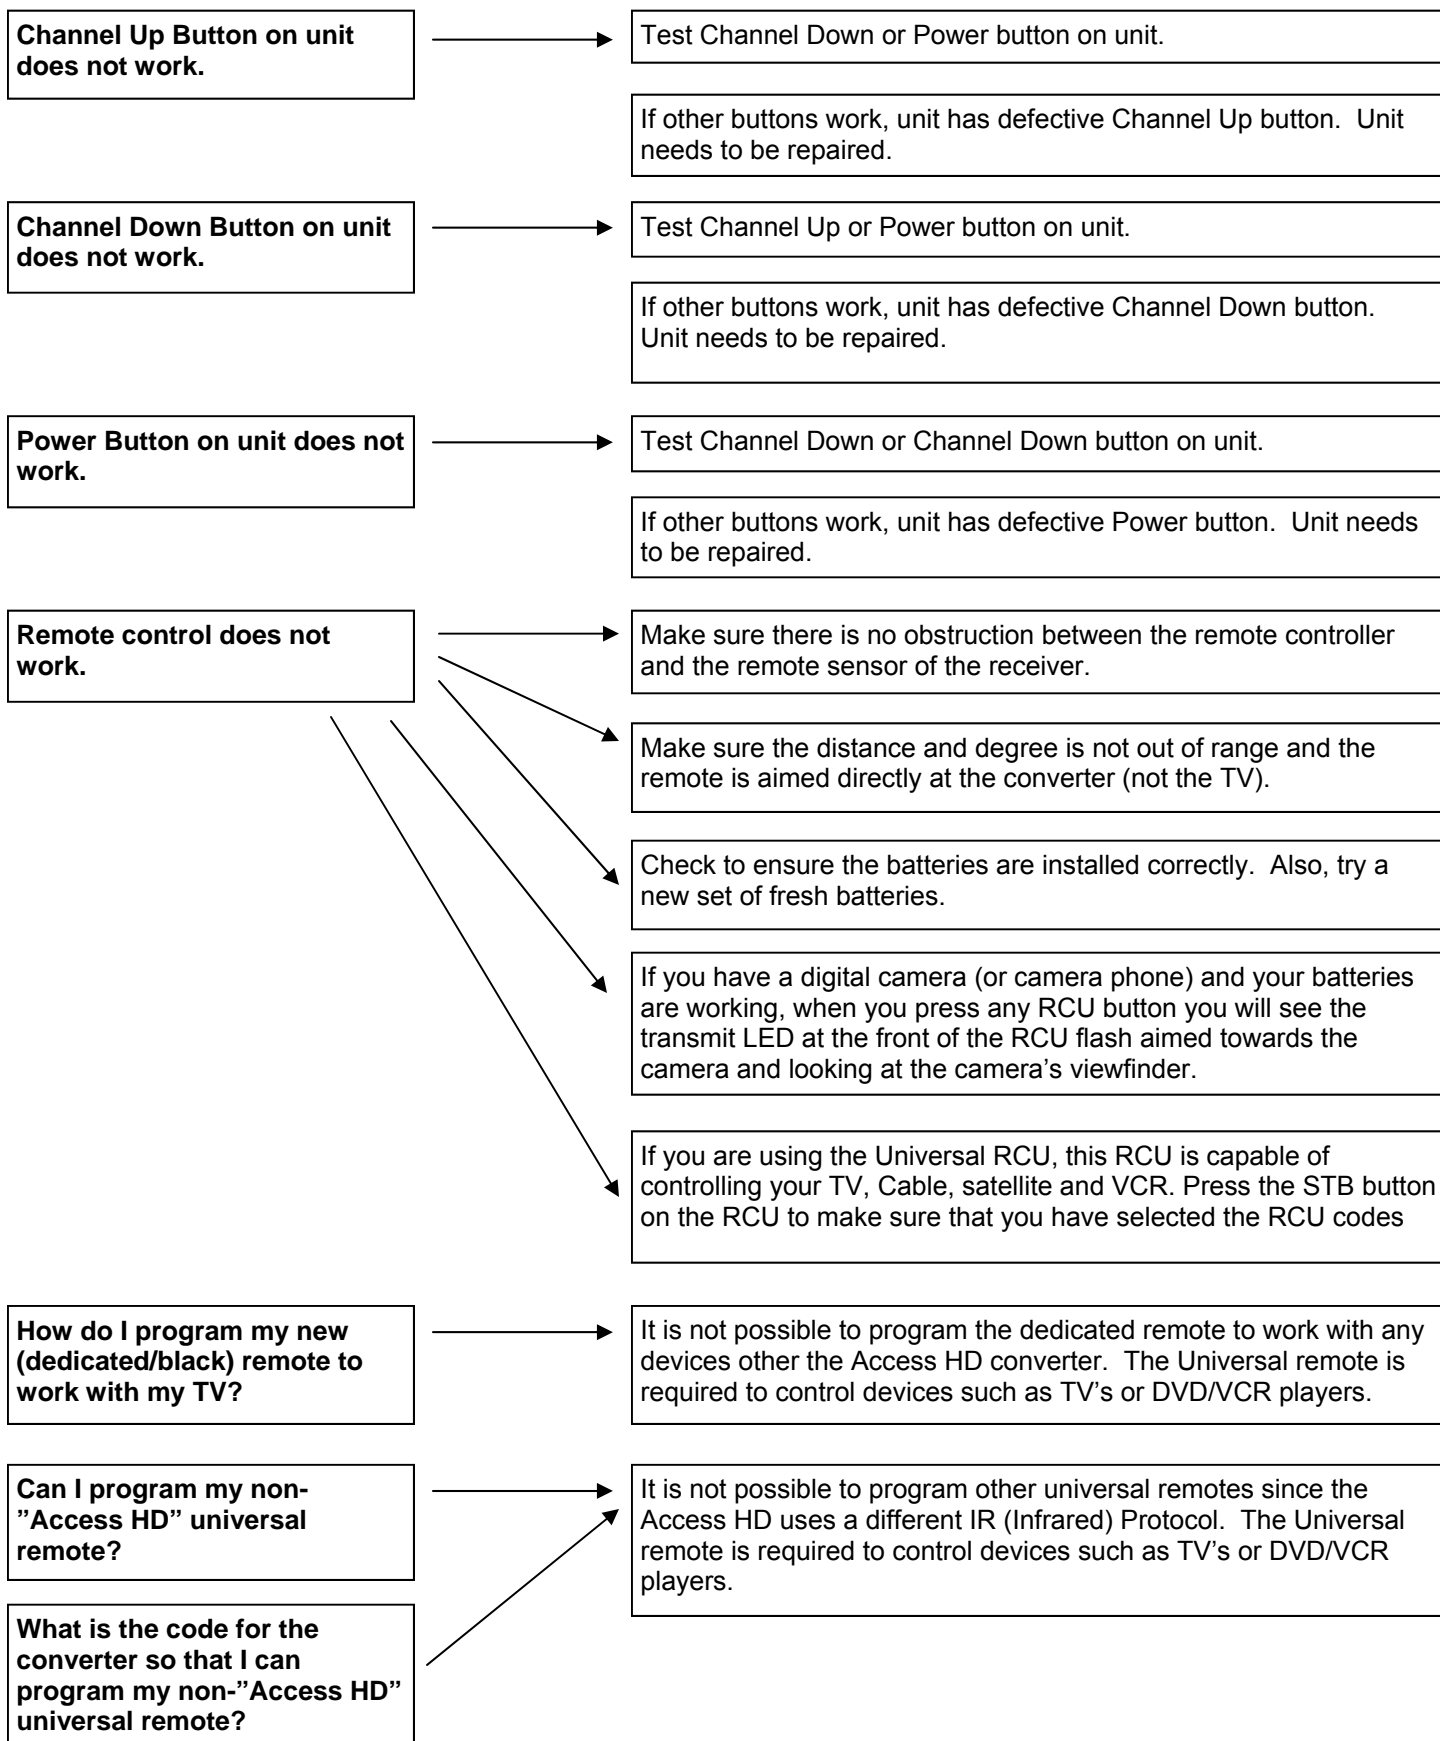 Channel Up Button on unit
does not work.
Test Channel Down or Power button on unit.
If other buttons work, unit has defective Channel Up button.  Unit
needs to be repaired.
Channel Down Button on unit
does not work.
Test Channel Up or Power button on unit.
If other buttons work, unit has defective Channel Down button.
Unit needs to be repaired.
Power Button on unit does not
work.
Test Channel Down or Channel Down button on unit.
If other buttons work, unit has defective Power button.  Unit needs
to be repaired.
Remote control does not
work.
Make sure there is no obstruction between the remote controller
and the remote sensor of the receiver.
Make sure the distance and degree is not out of range and the
remote is aimed directly at the converter (not the TV).
Check to ensure the batteries are installed correctly.  Also, try a
new set of fresh batteries.
If you have a digital camera (or camera phone) and your batteries
are working, when you press any RCU button you will see the
transmit LED at the front of the RCU flash aimed towards the
camera and looking at the camera’s viewfinder.
If you are using the Universal RCU, this RCU is capable of
controlling your TV, Cable, satellite and VCR. Press the STB button
on the RCU to make sure that you have selected the RCU codes
How do I program my new
(dedicated/black) remote to
work with my TV?
It is not possible to program the dedicated remote to work with any
devices other the Access HD converter.  The Universal remote is
required to control devices such as TV’s or DVD/VCR players.
Can I program my non-
”Access HD” universal
remote?
It is not possible to program other universal remotes since the
Access HD uses a different IR (Infrared) Protocol.  The Universal
remote is required to control devices such as TV’s or DVD/VCR
players.
What is the code for the
converter so that I can
program my non-”Access HD”
universal remote?